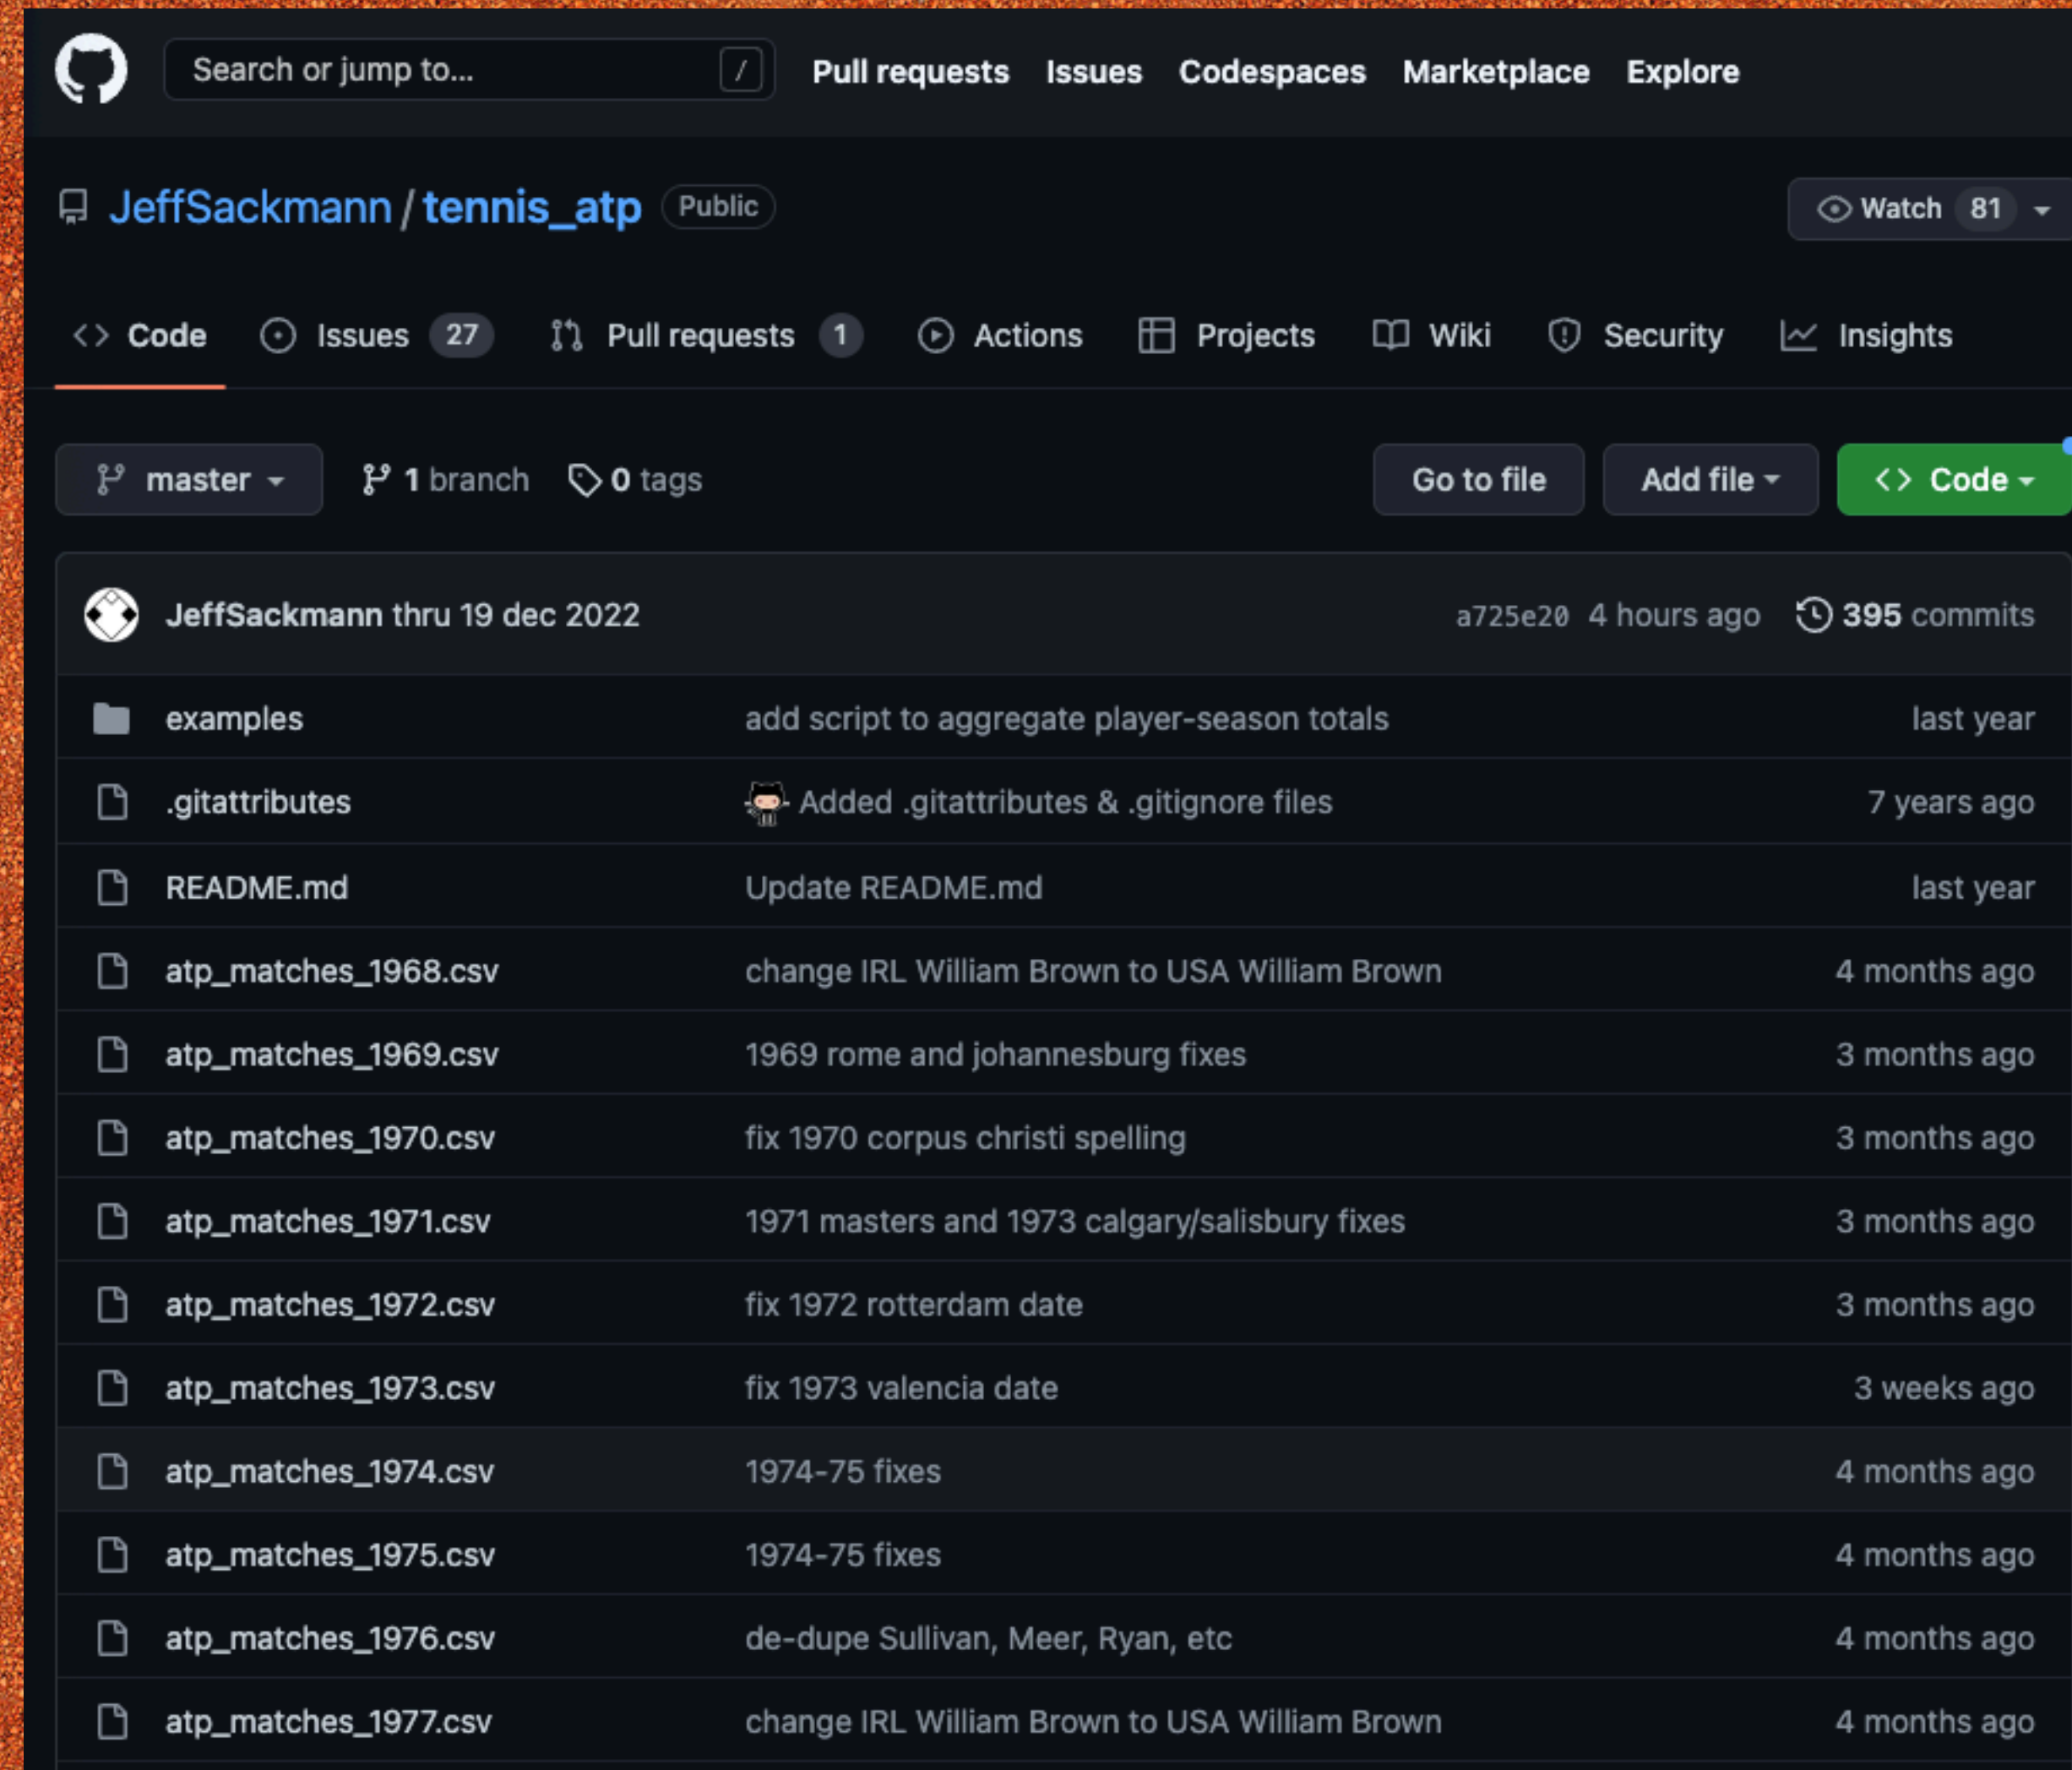 Search or jump to... / Pull requests Issues Codespaces Marketplace Explore
JeffSackmann / tennis_atp Public Watch 81
Code Issues 27 Pull requests 1 Actions Projects Wiki Security Insights
master 1 branch 0 tags Go to file Add file <> Code
JeffSackmann thru 19 dec 2022 a725e20 4 hours ago 395 commits
examples add script to aggregate player-season totals last year
.gitattributes Added .gitattributes & .gitignore files 7 years ago
README.md Update README.md last year
atp_matches_1968.csv change IRL William Brown to USA William Brown 4 months ago
atp_matches_1969.csv 1969 rome and johannesburg fixes 3 months ago
atp_matches_1970.csv fix 1970 corpus christi spelling 3 months ago
atp_matches_1971.csv 1971 masters and 1973 calgary/salisbury fixes 3 months ago
atp_matches_1972.csv fix 1972 rotterdam date 3 months ago
atp_matches_1973.csv fix 1973 valencia date 3 weeks ago
atp_matches_1974.csv 1974-75 fixes 4 months ago
atp_matches_1975.csv 1974-75 fixes 4 months ago
atp_matches_1976.csv de-dupe Sullivan, Meer, Ryan, etc 4 months ago
atp_matches_1977.csv change IRL William Brown to USA William Brown 4 months ago